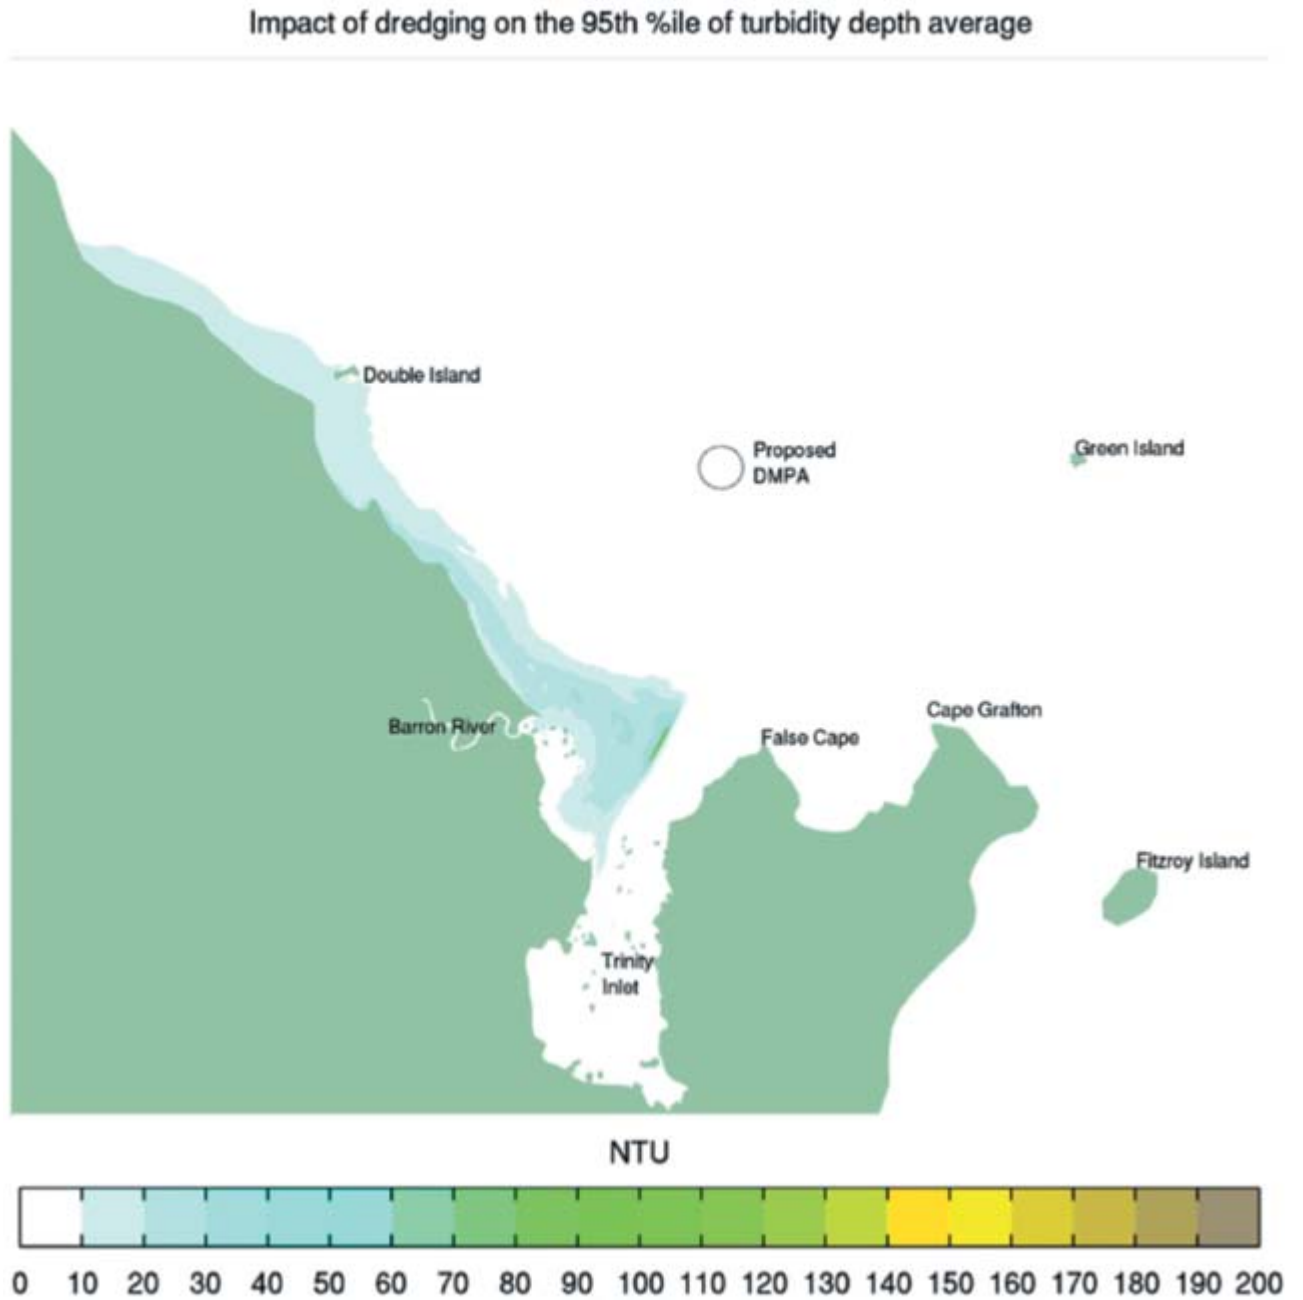 Impact of dredging on the 95th %ile of turbidity depth average
Double Island
Proposed
DMPA
Green Island
Barron River
False Cape
Cape Grafton
Fitzroy Island
Trinity
Inlet
NTU
0 10 20 30 40 50 60 70 80 90 100 110 120 130 140 150 160 170 180 190 200